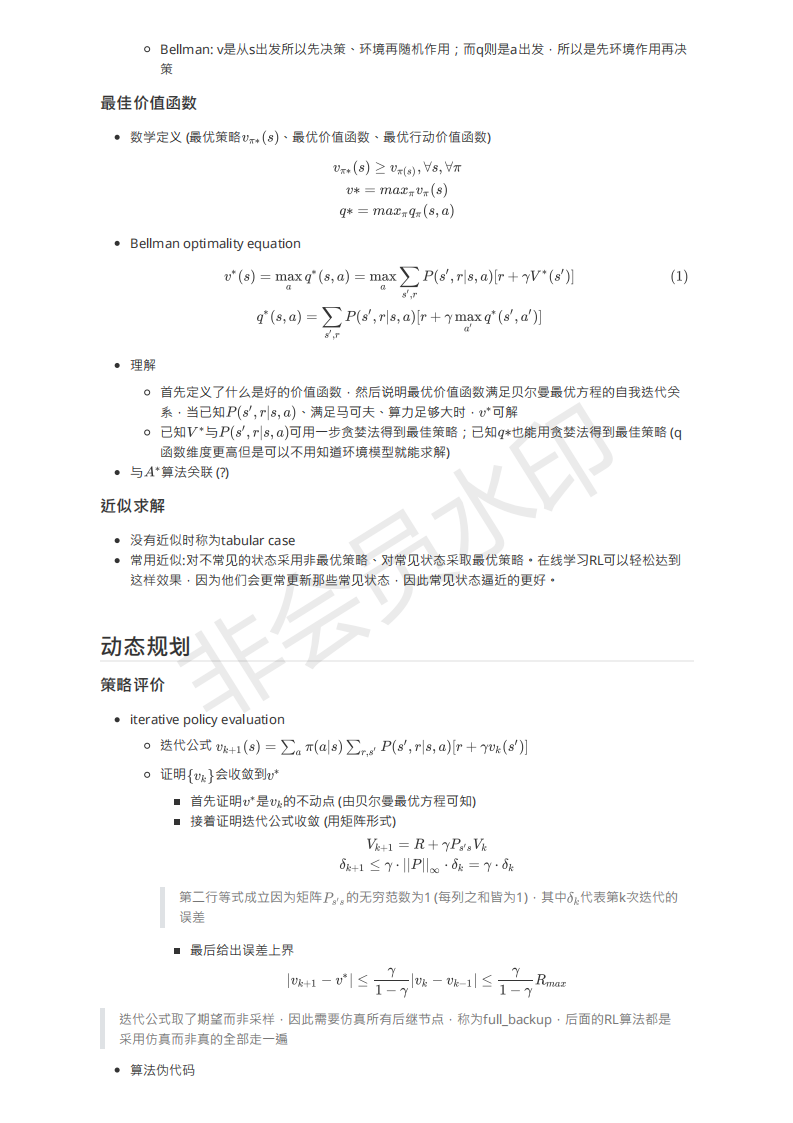 Bellman: v是从s出发所以先决策、环境再随机作用；而q则是a出发，所以是先环境作用再决
策
最佳价值函数
数学定义 (最优策略$v_{\pi*}(s)$、最优价值函数、最优行动价值函数)
$v_{\pi*}(s) \geq v_{\pi(s)}, \forall s, \forall \pi$
$v* = max_\pi v_\pi(s)$
$q* = max_\pi q_\pi(s, a)$
Bellman optimality equation
$v^*(s) = \max_a q^*(s, a) = \max_a \sum_{s',r} P(s', r|s, a)[r + \gamma V^*(s')]$ (1)
$q^*(s, a) = \sum_{s',r} P(s', r|s, a)[r + \gamma \max_{a'} q^*(s', a')]$
理解
首先定义了什么是好的价值函数，然后说明最优价值函数满足贝尔曼最优方程的自我迭代关
系，当已知$P(s', r|s, a)$、满足马可夫、算力足够大时，$v^*$可解
已知$V^*$与$P(s', r|s, a)$可用一步贪婪法得到最佳策略；已知$q*$也能用贪婪法得到最佳策略 (q
函数维度更高但是可以不用知道环境模型就能求解)
与$A^*$算法关联 (?)
近似求解
没有近似时称为tabular case
常用近似:对不常见的状态采用非最优策略、对常见状态采取最优策略。在线学习RL可以轻松达到
这样效果，因为他们会更常更新那些常见状态，因此常见状态逼近的更好。
非会员水印
动态规划
策略评价
iterative policy evaluation
迭代公式 $v_{k+1}(s) = \sum_a \pi(a|s) \sum_{r,s'} P(s', r|s, a)[r + \gamma v_k(s')]$
证明$\{v_k\}$会收敛到$v^*$
首先证明$v^*$是$v_k$的不动点 (由贝尔曼最优方程可知)
接着证明迭代公式收敛 (用矩阵形式)
$V_{k+1} = R + \gamma P_{s's} V_k$
$\delta_{k+1} \leq \gamma \cdot ||P||_\infty \cdot \delta_k = \gamma \cdot \delta_k$
第二行等式成立因为矩阵$P_{s's}$的无穷范数为1 (每列之和皆为1)，其中$\delta_k$代表第k次迭代的
误差
最后给出误差上界
$|v_{k+1} - v^*| \leq \frac{\gamma}{1-\gamma} |v_k - v_{k-1}| \leq \frac{\gamma}{1-\gamma} R_{max}$
迭代公式取了期望而非采样，因此需要仿真所有后继节点，称为full_backup，后面的RL算法都是
采用仿真而非真的全部走一遍
算法伪代码